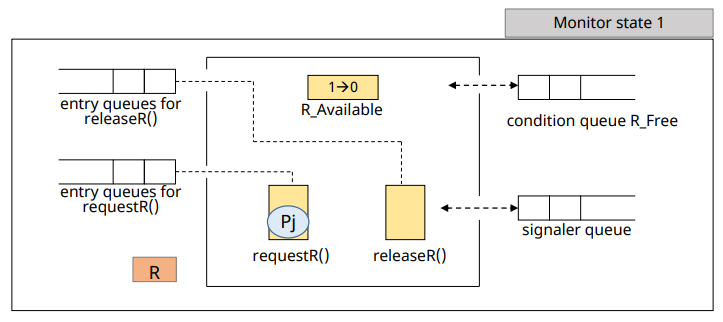 Monitor state 1
entry queues for
releaseR()
1→0
R_Available
condition queue R_Free
entry queues for
requestR()
Pj
requestR()
releaseR()
signaler queue
R